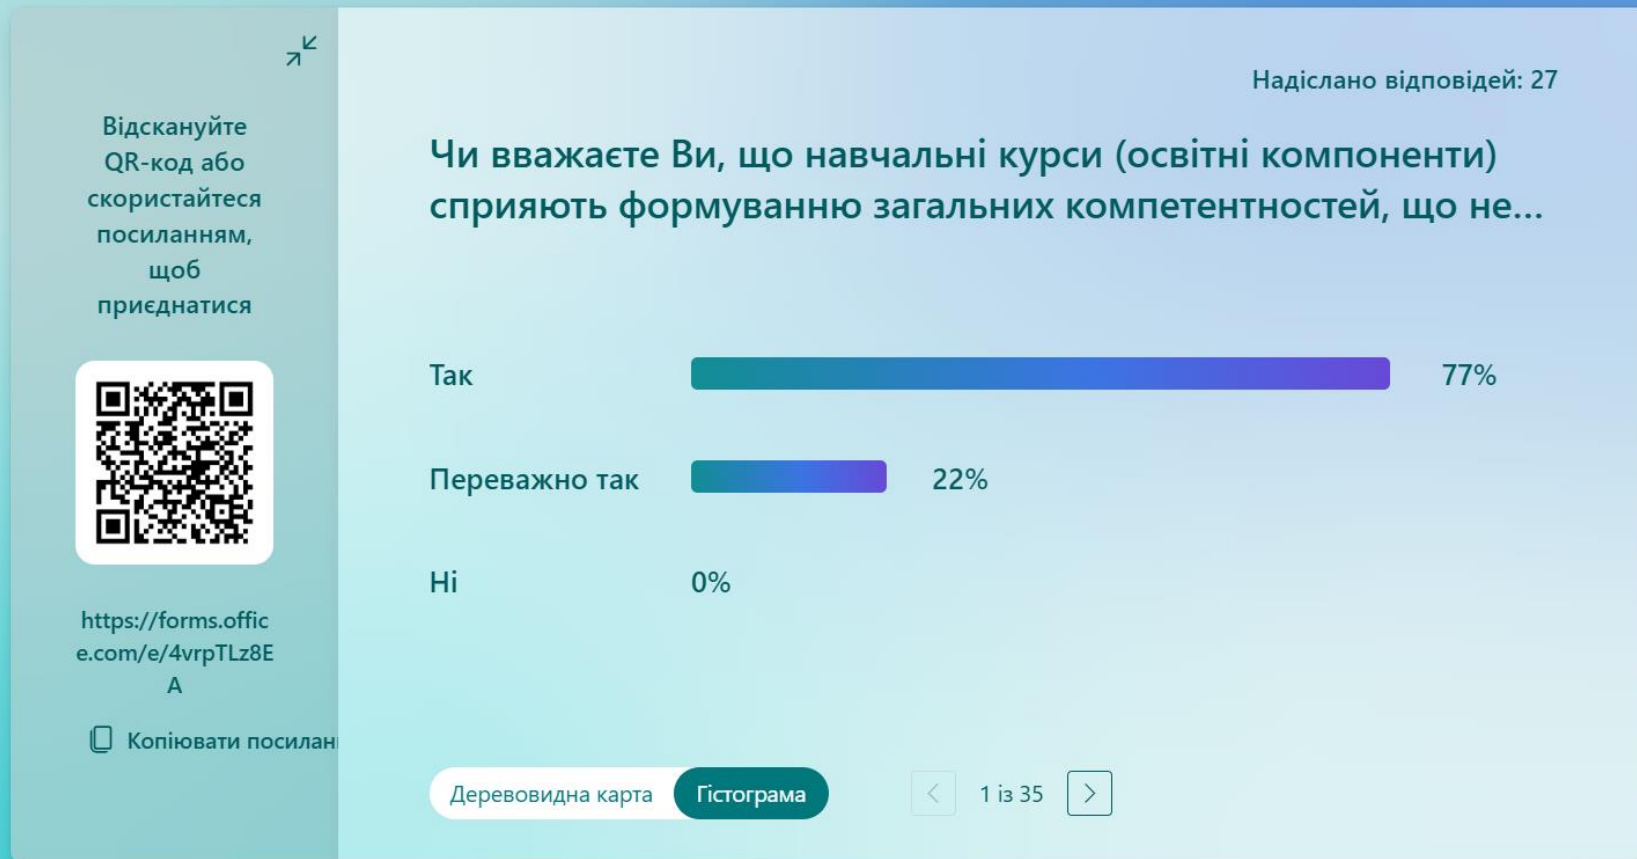 Відскануйте
QR-код або
скористайтеся
посиланням,
щоб
приєднатися
https://forms.offic
e.com/e/4vrpTLz8E
A
Копіювати посилан
Надіслано відповідей: 27
Чи вважаєте Ви, що навчальні курси (освітні компоненти)
сприяють формуванню загальних компетентностей, що не...
Так 77%
Переважно так 22%
Ні 0%
Деревовидна карта Гістограма 1 із 35